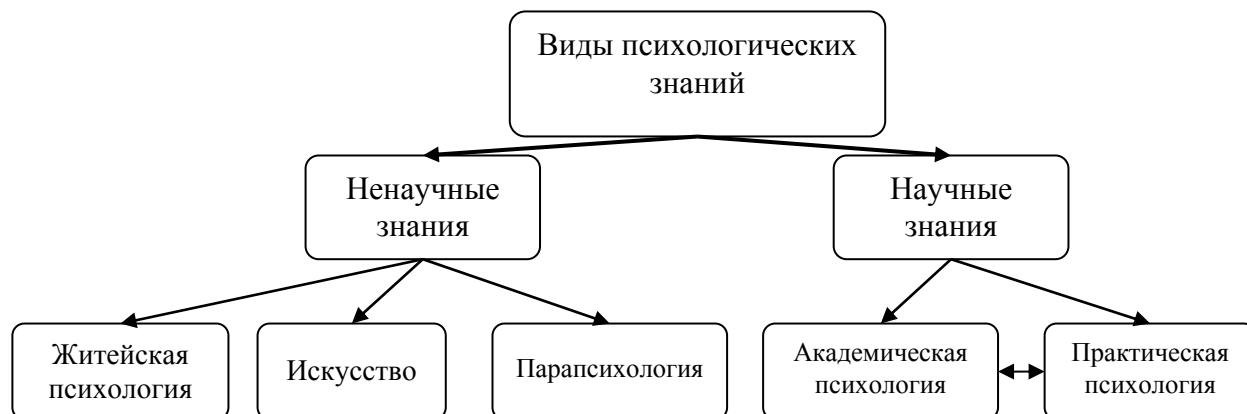 Виды психологических
знаний
Ненаучные
знания
Научные
знания
Житейская
психология
Искусство
Парапсихология
Академическая
психология
Практическая
психология